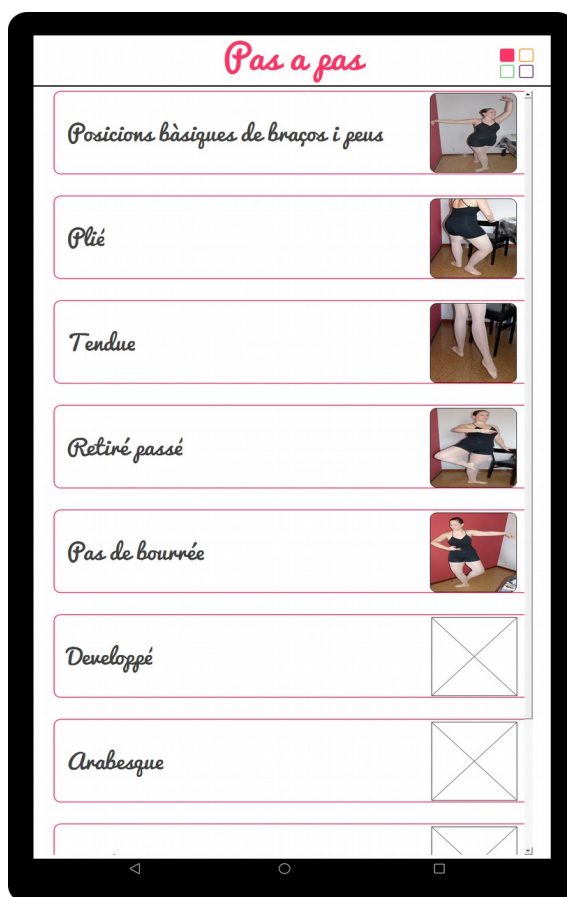 Pas a pas
Posicions bàsiques de braços i peus
Plié
Tendue
Retiré passé
Pas de bourrée
Developpé
Arabesque